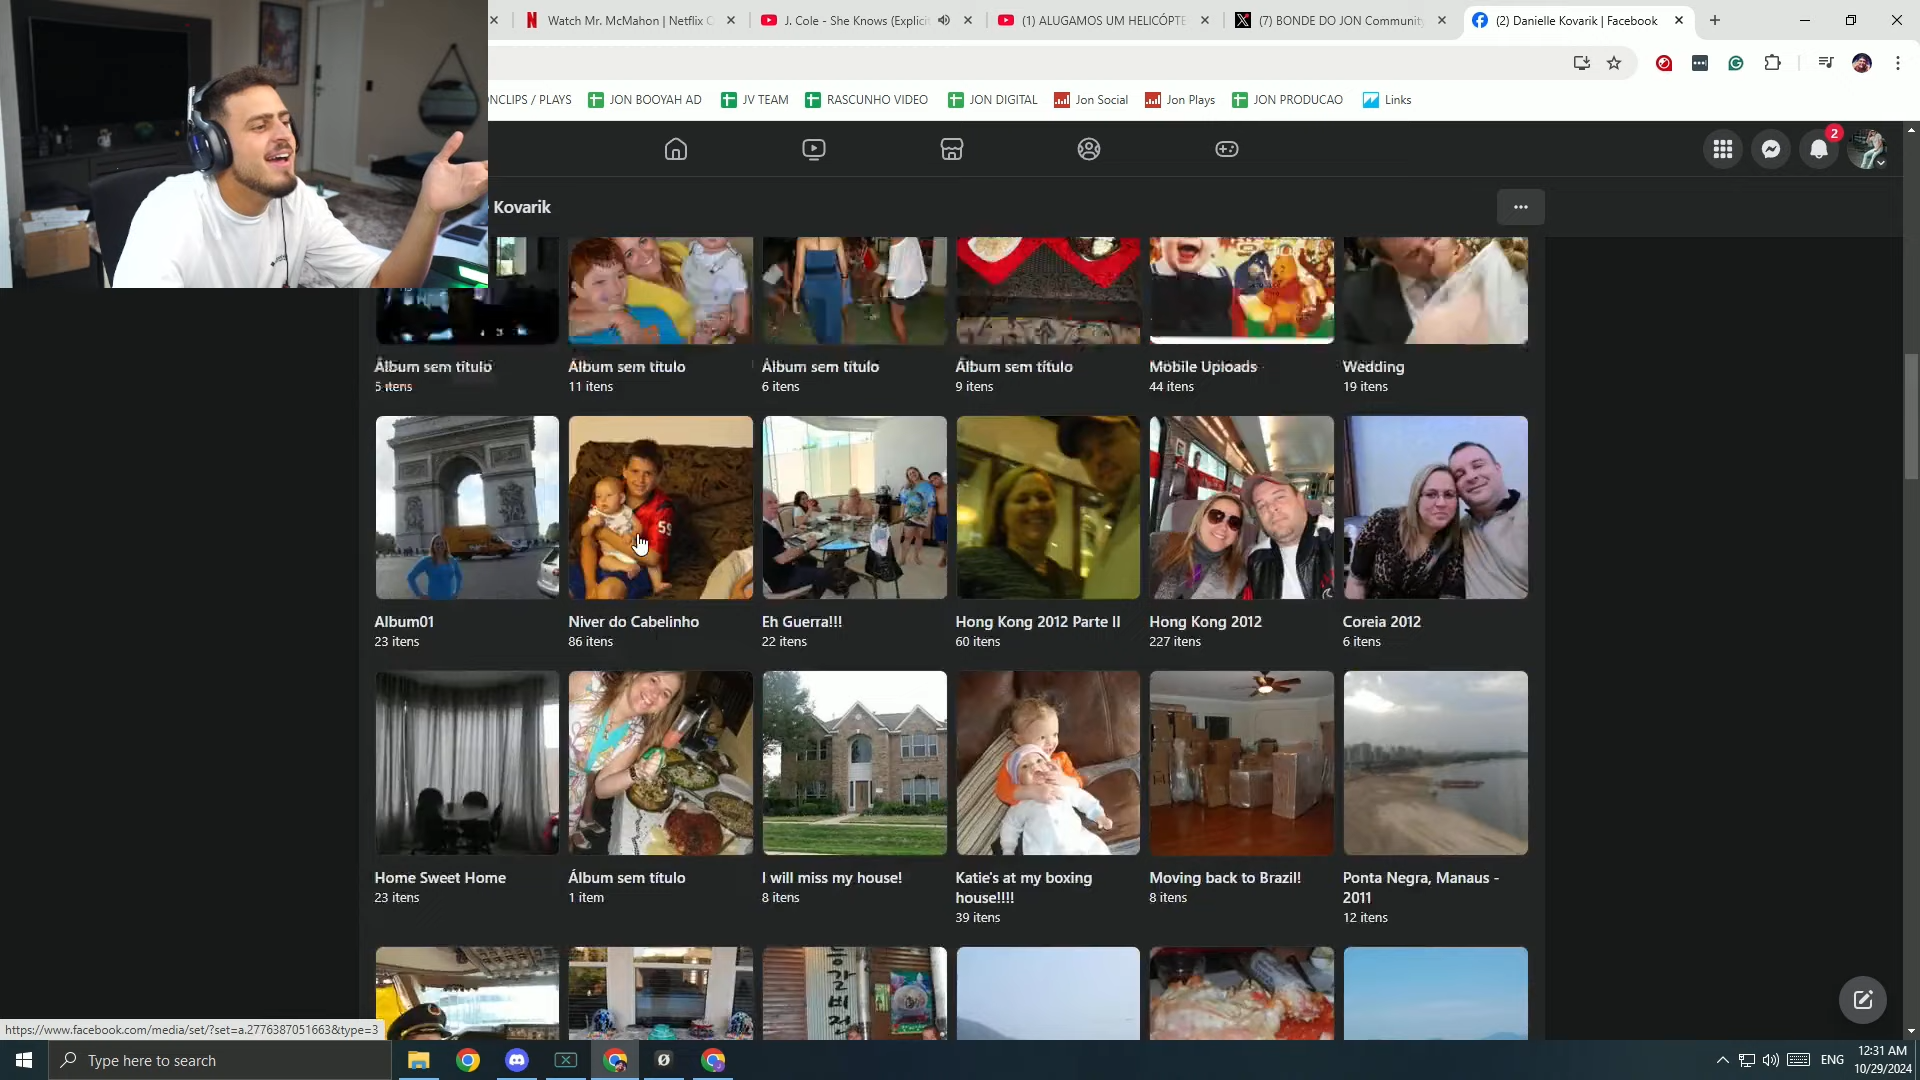 Watch Mr. McMahon | Netflix
J. Cole - She Knows (Explicit
(1) ALUGAMOS UM HELICÓPTE
(7) BONDE DO JON Community
(2) Danielle Kovarik | Facebook
ONCLIPS / PLAYS
JON BOOYAH AD
JV TEAM
RASCUNHO VIDEO
JON DIGITAL
Jon Social
Jon Plays
JON PRODUCAO
Links
2
Kovarik
Álbum sem título
5 itens
Álbum sem título
11 itens
Álbum sem título
6 itens
Álbum sem título
9 itens
Mobile Uploads
44 itens
Wedding
19 itens
59
Album01
23 itens
Niver do Cabelinho
86 itens
Eh Guerra!!!
22 itens
Hong Kong 2012 Parte II
60 itens
Hong Kong 2012
227 itens
Coreia 2012
6 itens
Home Sweet Home
23 itens
Álbum sem título
1 item
I will miss my house!
8 itens
Katie's at my boxing
house!!!!
39 itens
Moving back to Brazil!
8 itens
Ponta Negra, Manaus -
2011
12 itens
https://www.facebook.com/media/set/?set=a.2776387051663&type=3
Type here to search
ENG
12:31 AM
10/29/2024